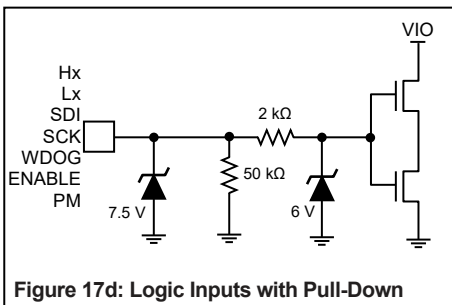 VIO
Hx
Lx
SDI
SCK
WDOG
ENABLE
PM
2 kΩ
50 kΩ
7.5 V
6 V
Figure 17d: Logic Inputs with Pull-Down